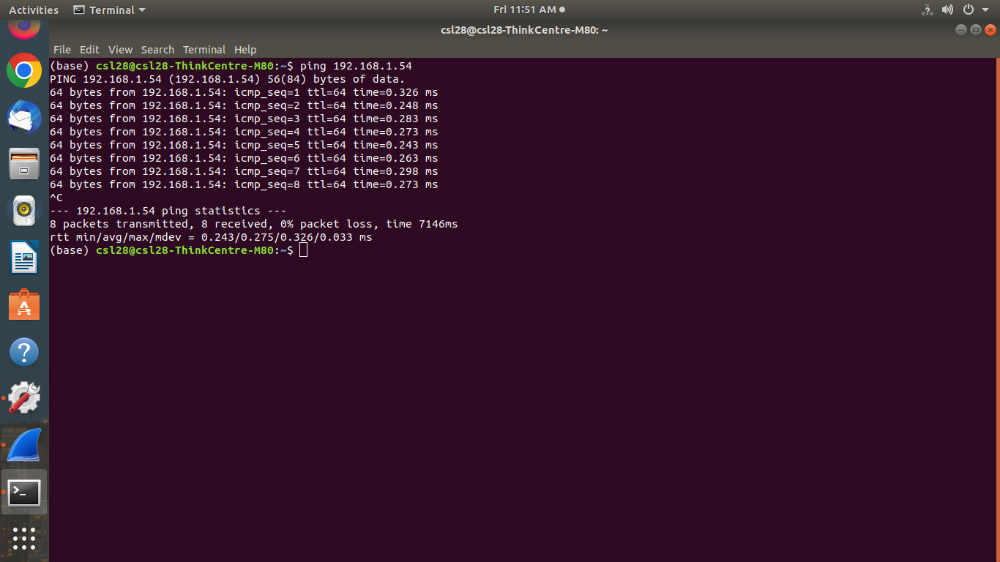 Activities Terminal Fri 11:51 AM
csl28@csl28-ThinkCentre-M80: ~
File Edit View Search Terminal Help
(base) csl28@csl28-ThinkCentre-M80:~$ ping 192.168.1.54
PING 192.168.1.54 (192.168.1.54) 56(84) bytes of data.
64 bytes from 192.168.1.54: icmp_seq=1 ttl=64 time=0.326 ms
64 bytes from 192.168.1.54: icmp_seq=2 ttl=64 time=0.248 ms
64 bytes from 192.168.1.54: icmp_seq=3 ttl=64 time=0.283 ms
64 bytes from 192.168.1.54: icmp_seq=4 ttl=64 time=0.273 ms
64 bytes from 192.168.1.54: icmp_seq=5 ttl=64 time=0.243 ms
64 bytes from 192.168.1.54: icmp_seq=6 ttl=64 time=0.263 ms
64 bytes from 192.168.1.54: icmp_seq=7 ttl=64 time=0.298 ms
64 bytes from 192.168.1.54: icmp_seq=8 ttl=64 time=0.273 ms
^C
--- 192.168.1.54 ping statistics ---
8 packets transmitted, 8 received, 0% packet loss, time 7146ms
rtt min/avg/max/mdev = 0.243/0.275/0.326/0.033 ms
(base) csl28@csl28-ThinkCentre-M80:~$